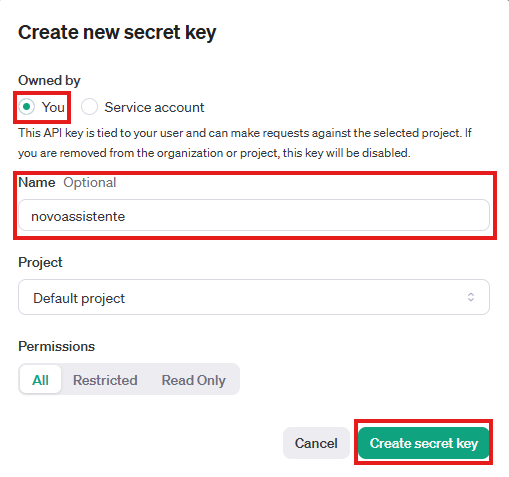 Create new secret key
Owned by
You Service account
This API key is tied to your user and can make requests against the selected project. If
you are removed from the organization or project, this key will be disabled.
Name Optional
novoassistente
Project
Default project
Permissions
All Restricted Read Only
Cancel Create secret key